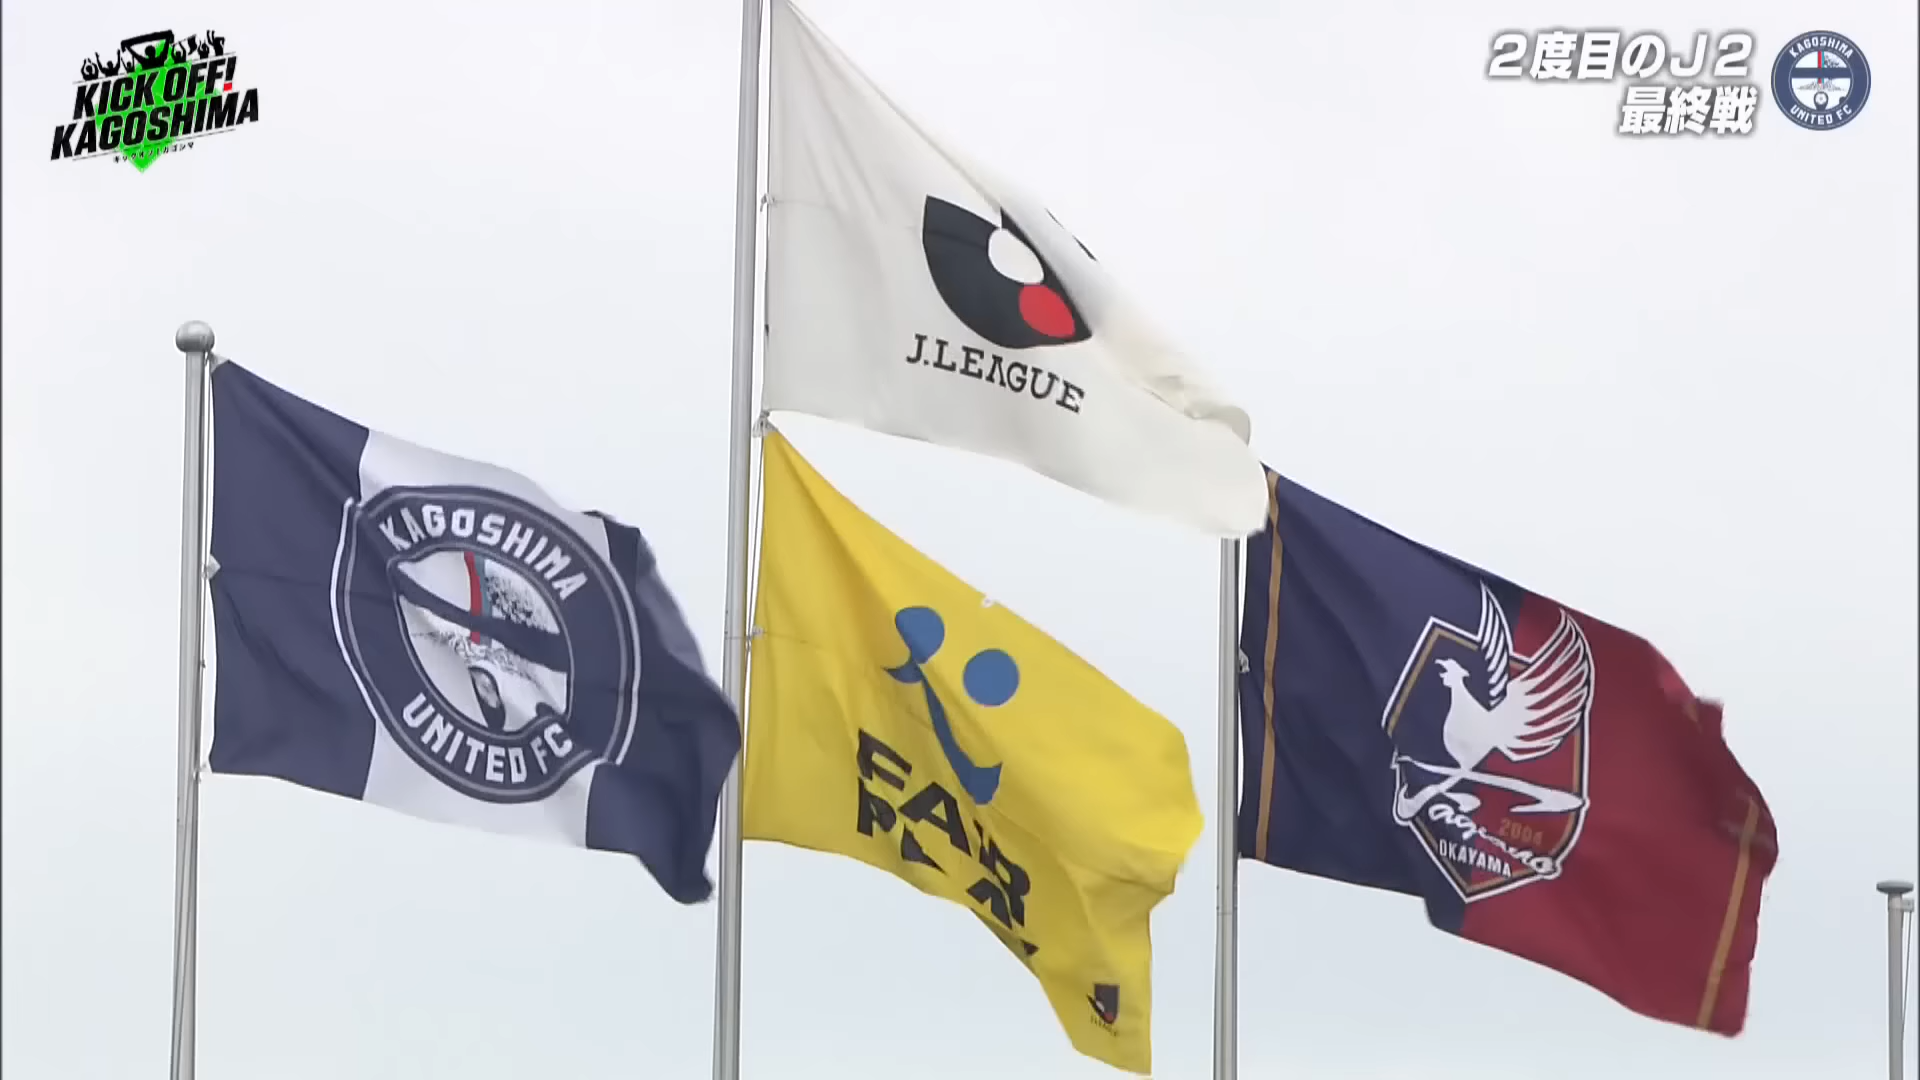 KICK OFF!
KAGOSHIMA
キックオフ!カゴシマ
2度目のJ2
最終戦
KAGOSHIMA
UNITED FC
J.LEAGUE
KAGOSHIMA
UNITED FC
FAIR
PLAY
2004
Fagiano
OKAYAMA